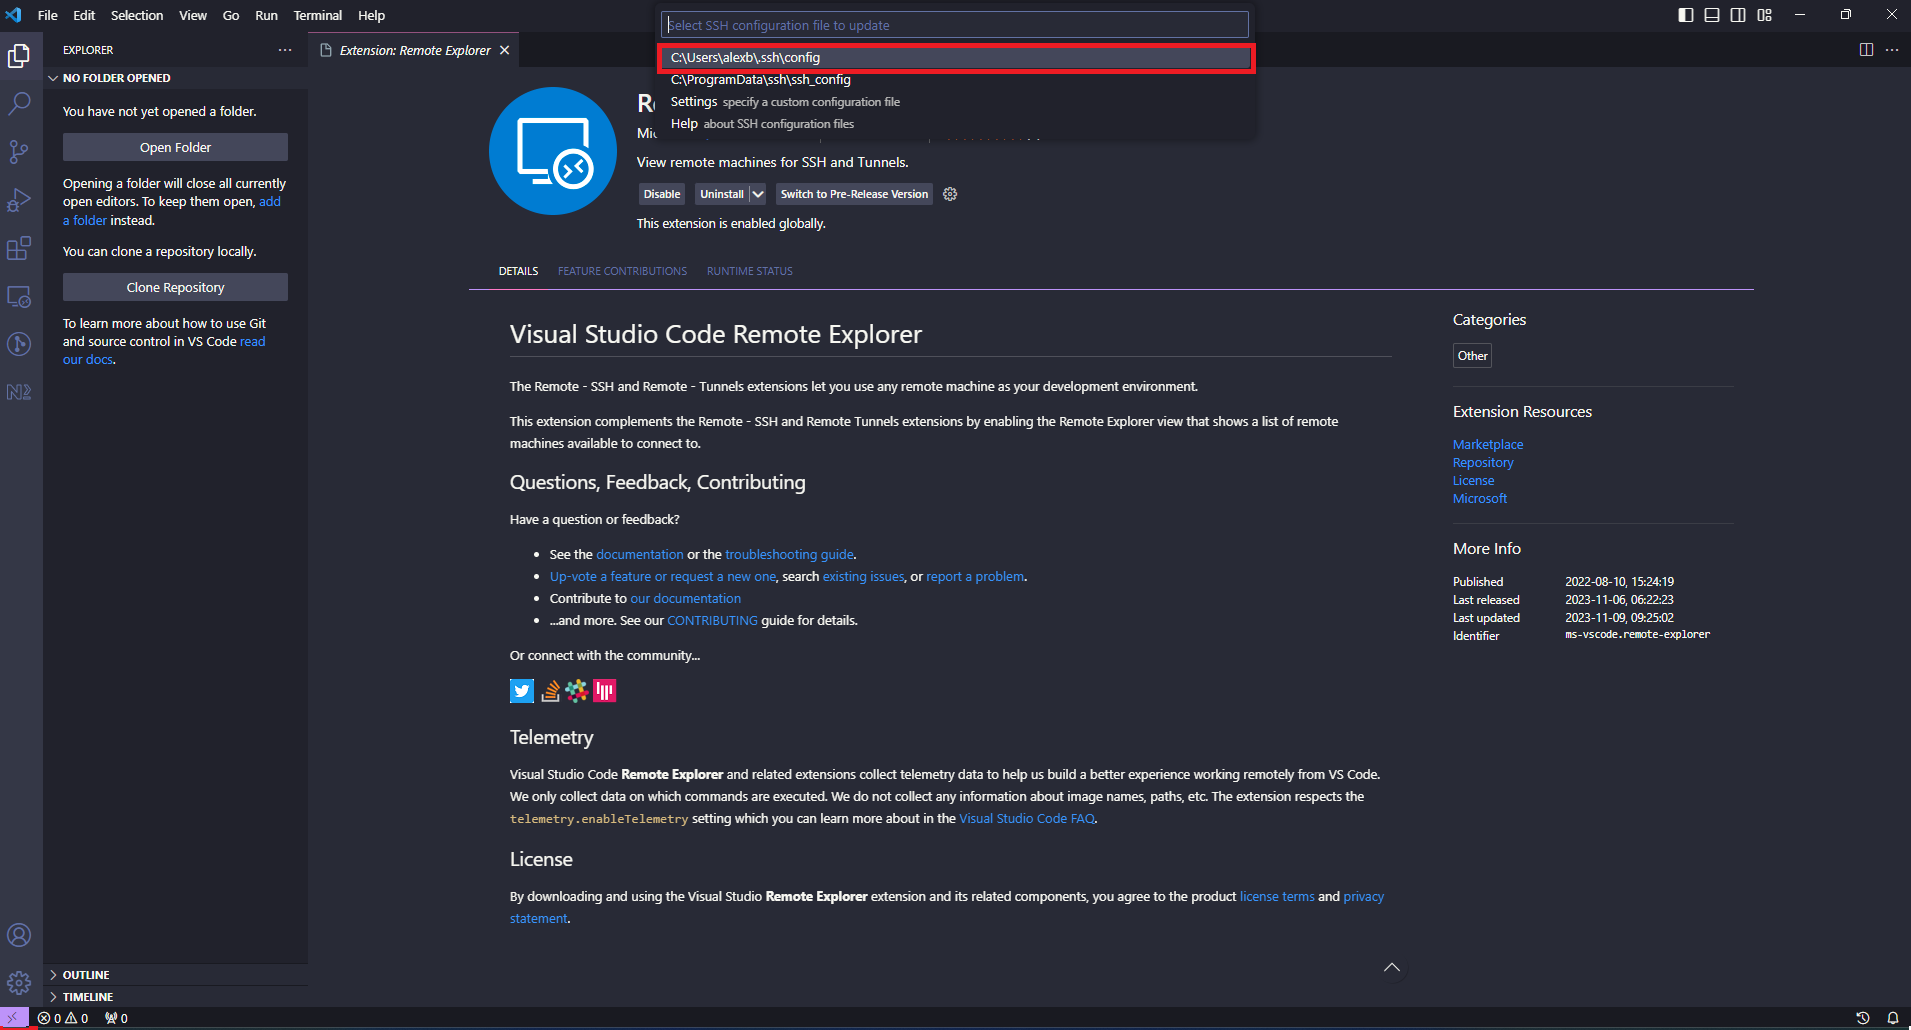 File Edit Selection View Go Run Terminal Help
Select SSH configuration file to update
C:\Users\alexb\.ssh\config
C:\ProgramData\ssh\ssh_config
Settings specify a custom configuration file
Help about SSH configuration files
EXPLORER
NO FOLDER OPENED
You have not yet opened a folder.
Open Folder
Opening a folder will close all currently
open editors. To keep them open, add
a folder instead.
You can clone a repository locally.
Clone Repository
To learn more about how to use Git
and source control in VS Code read
our docs.
OUTLINE
TIMELINE
Extension: Remote Explorer
View remote machines for SSH and Tunnels.
Disable Uninstall Switch to Pre-Release Version
This extension is enabled globally.
DETAILS FEATURE CONTRIBUTIONS RUNTIME STATUS
Visual Studio Code Remote Explorer
The Remote - SSH and Remote - Tunnels extensions let you use any remote machine as your development environment.
This extension complements the Remote - SSH and Remote Tunnels extensions by enabling the Remote Explorer view that shows a list of remote
machines available to connect to.
Questions, Feedback, Contributing
Have a question or feedback?
• See the documentation or the troubleshooting guide.
• Up-vote a feature or request a new one, search existing issues, or report a problem.
• Contribute to our documentation
• ...and more. See our CONTRIBUTING guide for details.
Or connect with the community...
Telemetry
Visual Studio Code Remote Explorer and related extensions collect telemetry data to help us build a better experience working remotely from VS Code.
We only collect data on which commands are executed. We do not collect any information about image names, paths, etc. The extension respects the
telemetry.enableTelemetry setting which you can learn more about in the Visual Studio Code FAQ.
License
By downloading and using the Visual Studio Remote Explorer extension and its related components, you agree to the product license terms and privacy
statement.
Categories
Other
Extension Resources
Marketplace
Repository
License
Microsoft
More Info
Published 2022-08-10, 15:24:19
Last released 2023-11-06, 06:22:23
Last updated 2023-11-09, 09:25:02
Identifier ms-vscode.remote-explorer
0 0 0